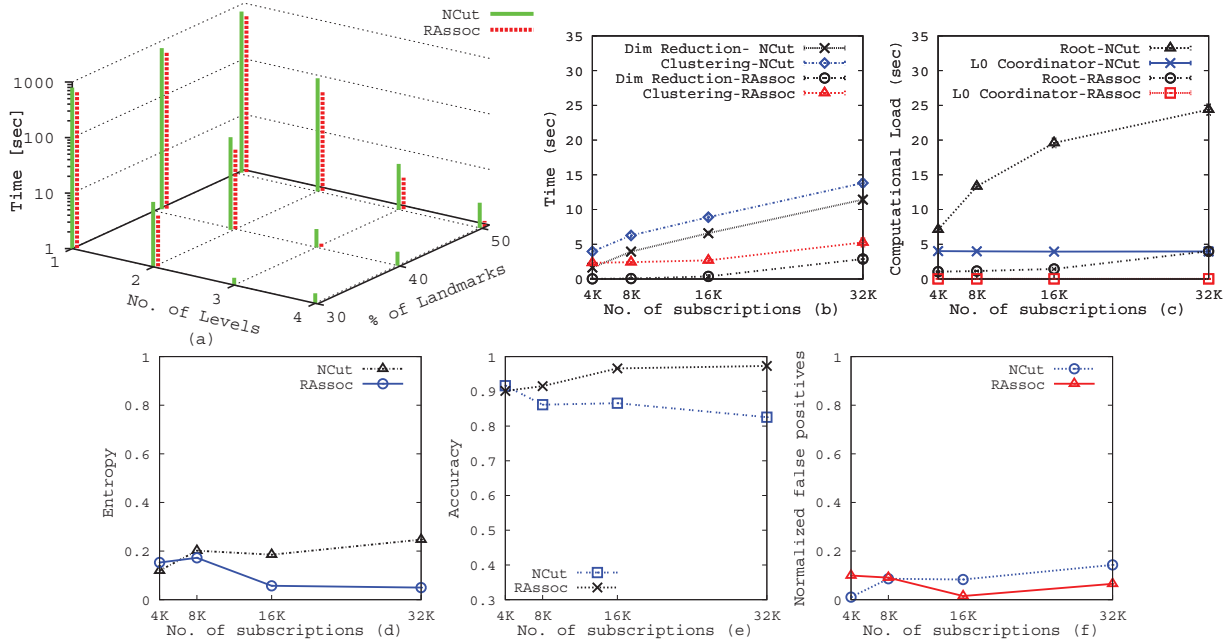 NCut
RAssoc
Time [sec]
1000
100
10
1
1
2
3
4
No. of Levels
30
40
50
% of Landmarks
(a)
Dim Reduction- NCut
Clustering-NCut
Dim Reduction-RAssoc
Clustering-RAssoc
Time (sec)
35
30
25
20
15
10
5
0
4K 8K 16K 32K
No. of subscriptions (b)
Root-NCut
L0 Coordinator-NCut
Root-RAssoc
L0 Coordinator-RAssoc
Computational Load (sec)
35
30
25
20
15
10
5
0
4K 8K 16K 32K
No. of subscriptions (c)
NCut
RAssoc
Entropy
1
0.8
0.6
0.4
0.2
0
4K 8K 16K 32K
No. of subscriptions (d)
Accuracy
1
0.9
0.8
0.7
0.6
0.5
0.4
0.3
NCut
RAssoc
4K 8K 16K 32K
No. of subscriptions (e)
NCut
RAssoc
Normalized false positives
1
0.8
0.6
0.4
0.2
0
4K 8K 16K 32K
No. of subscriptions (f)